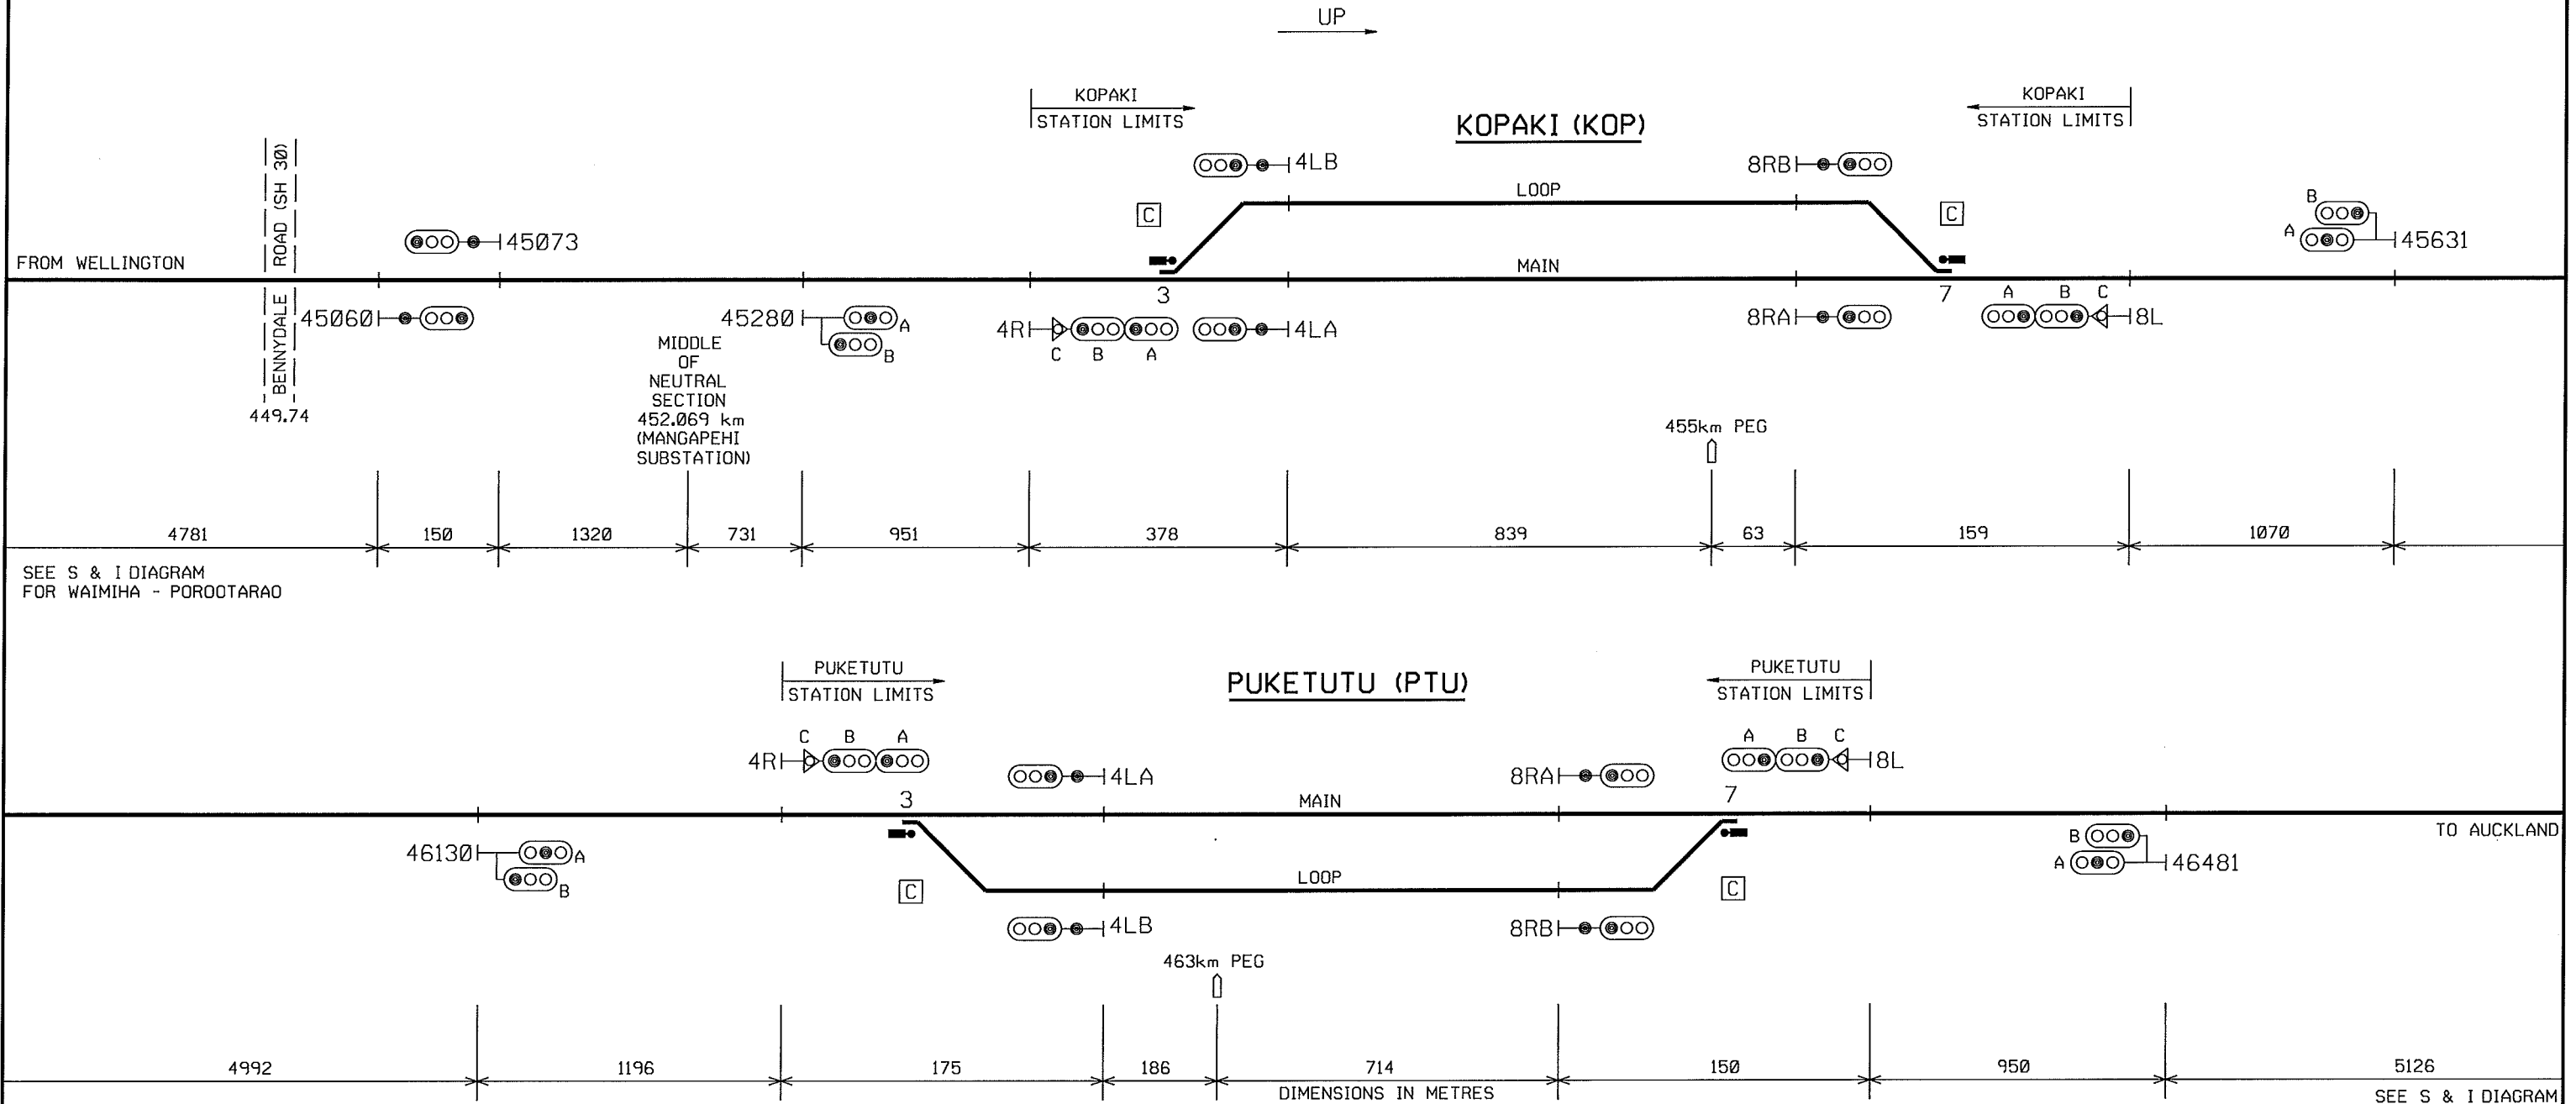 UP
KOPAKI
STATION LIMITS
KOPAKI (KOP)
KOPAKI
STATION LIMITS
BENNYDALE ROAD (SH 30)
449.74
4LB
8RB
LOOP
C
C
B
A
45631
45073
FROM WELLINGTON
MAIN
3
7
45060
45280
A
B
4R
C B A
4LA
8RA
A B C
8L
MIDDLE
OF
NEUTRAL
SECTION
452.069 km
(MANGAPEHI
SUBSTATION)
455km PEG
4781
150
1320
731
951
378
839
63
159
1070
SEE S & I DIAGRAM
FOR WAIMIHA - POROOTARAO
PUKETUTU
STATION LIMITS
PUKETUTU (PTU)
PUKETUTU
STATION LIMITS
C B A
4R
4LA
8RA
A B C
8L
3
MAIN
7
TO AUCKLAND
46130
A
B
B
A
46481
C
LOOP
C
4LB
8RB
463km PEG
4992
1196
175
186
714
150
950
5126
DIMENSIONS IN METRES
SEE S & I DIAGRAM